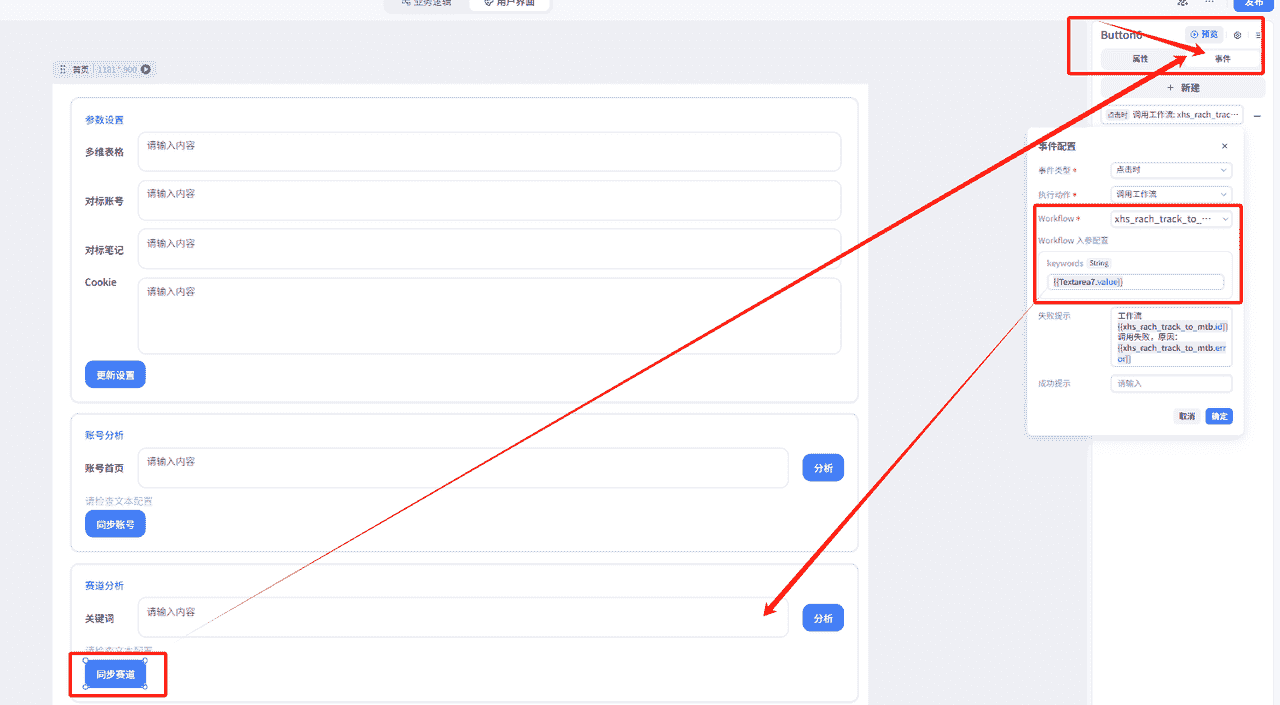 业务逻辑
用户界面
发布
Button6
预览
属性
事件
+ 新建
点击时 调用工作流: xhs_rach_trac···
首页 1181 * 900
参数设置
多维表格
请输入内容
对标账号
请输入内容
对标笔记
请输入内容
Cookie
请输入内容
更新设置
账号分析
账号首页
请输入内容
分析
请检查文本配置
同步账号
赛道分析
关键词
请输入内容
分析
请检查文本配置
同步赛道
事件配置
事件类型*
点击时
执行动作*
调用工作流
Workflow*
xhs_rach_track_to_···
Workflow 入参配置
keywords String
{{Textarea7.value}}
失败提示
工作流
{{xhs_rach_track_to_mtb.id}}
调用失败，原因：
{{xhs_rach_track_to_mtb.err
or}}
成功提示
请输入
取消
确定